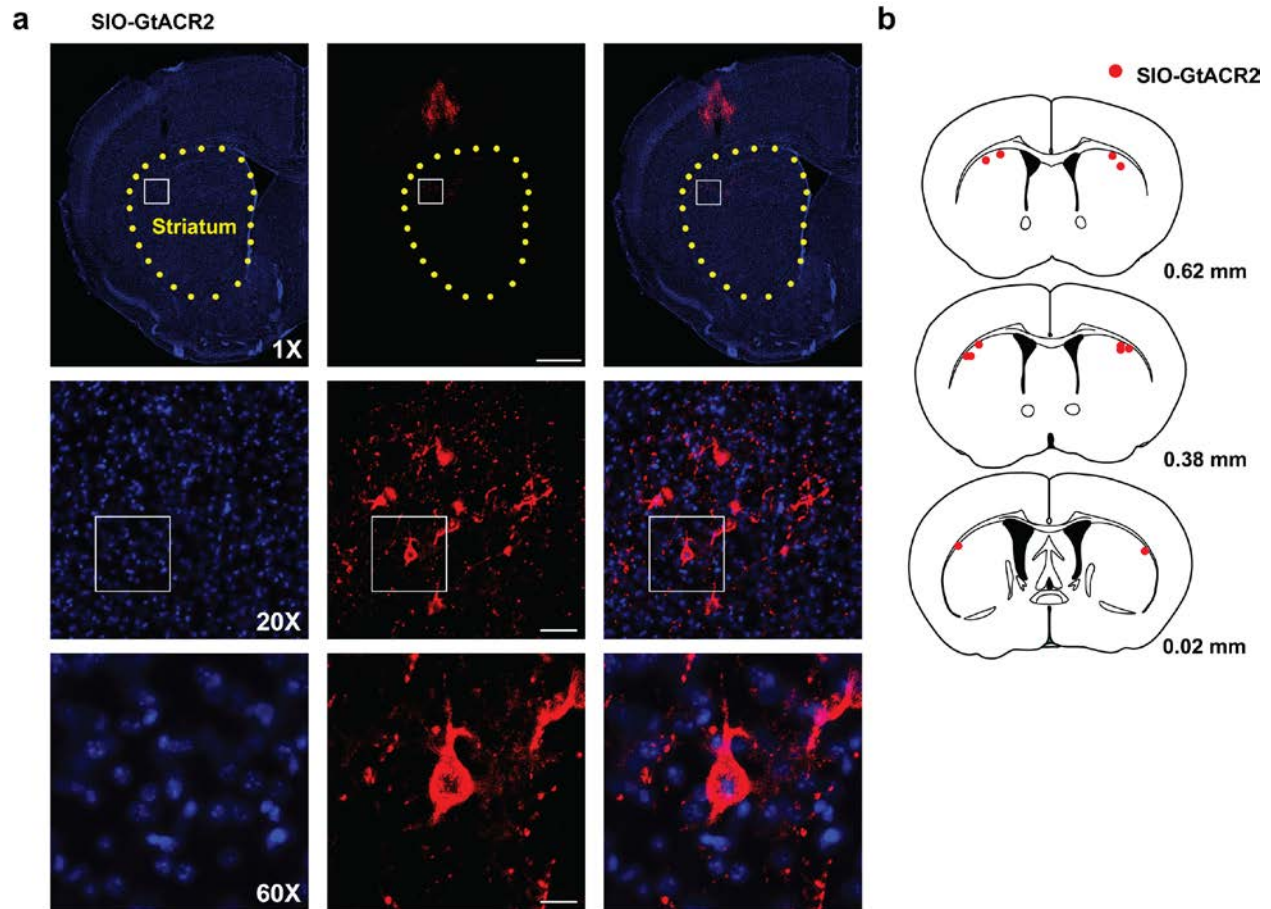 a
SIO-GtACR2
Striatum
1X
20X
60X
b
SIO-GtACR2
0.62 mm
0.38 mm
0.02 mm